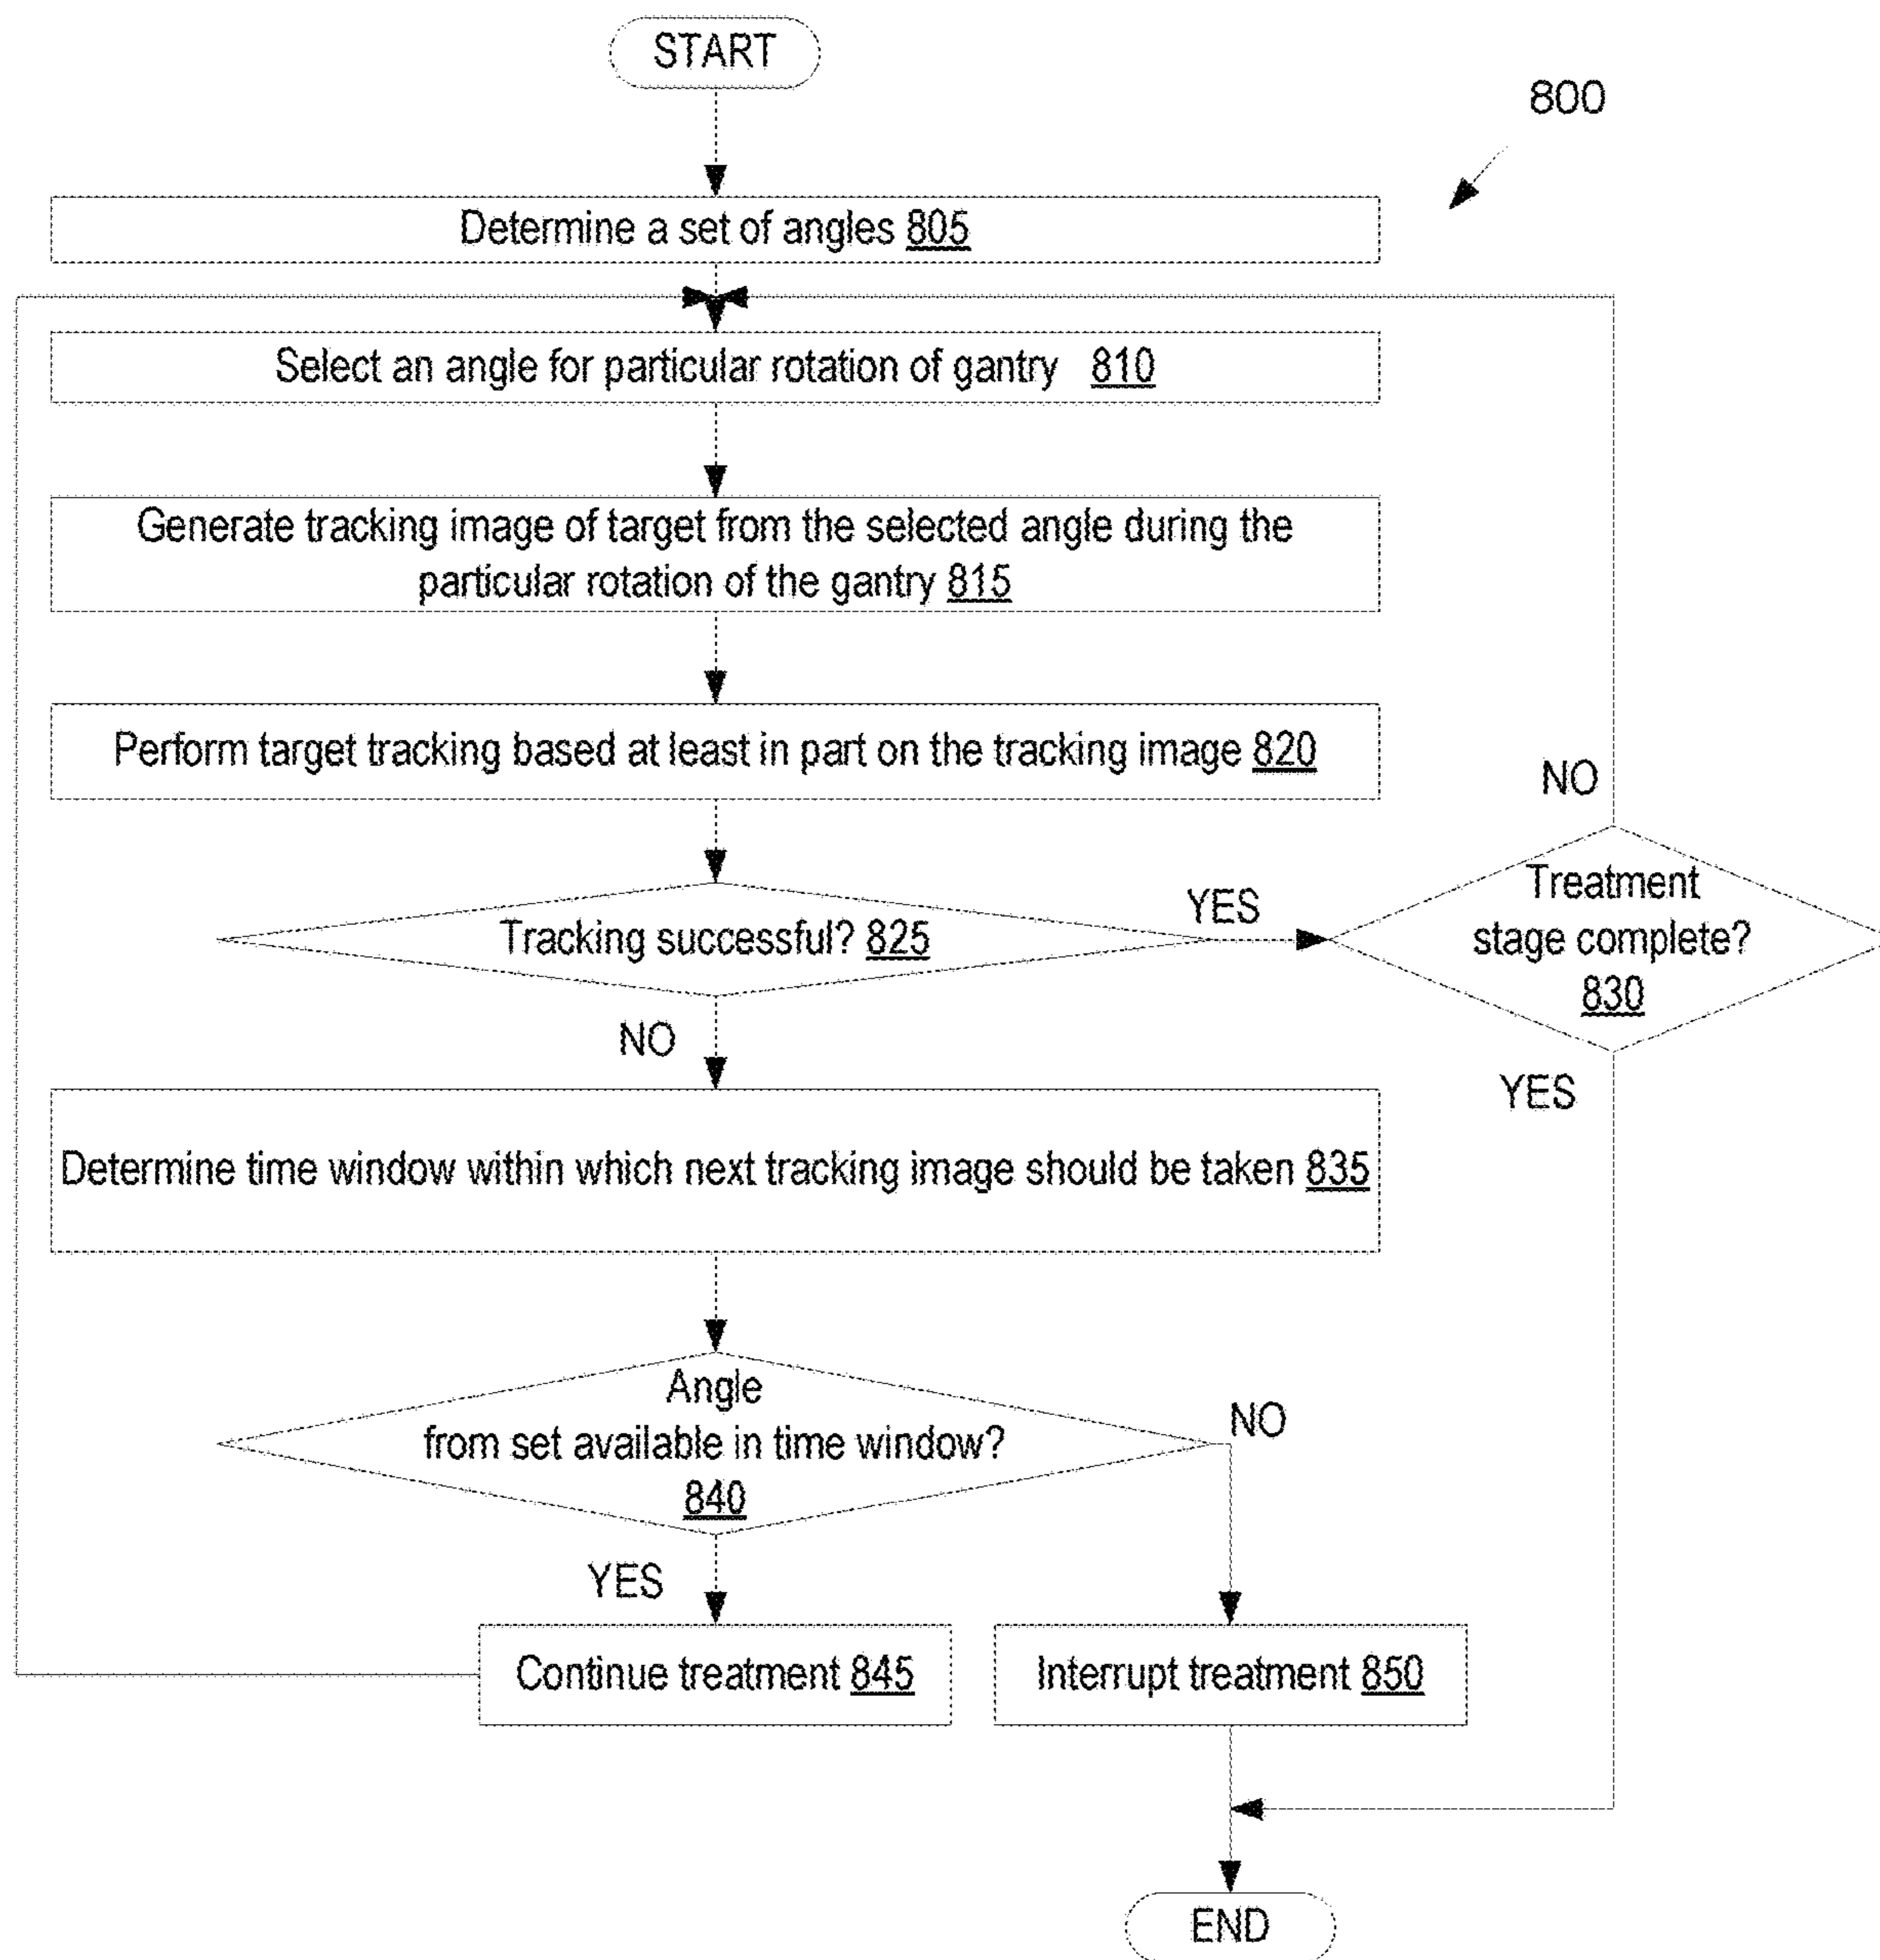 START
800
Determine a set of angles 805
Select an angle for particular rotation of gantry 810
Generate tracking image of target from the selected angle during the
particular rotation of the gantry 815
Perform target tracking based at least in part on the tracking image 820
NO
Tracking successful? 825
YES
Treatment
stage complete?
830
NO
YES
Determine time window within which next tracking image should be taken 835
Angle
from set available in time window?
840
NO
YES
Continue treatment 845
Interrupt treatment 850
END